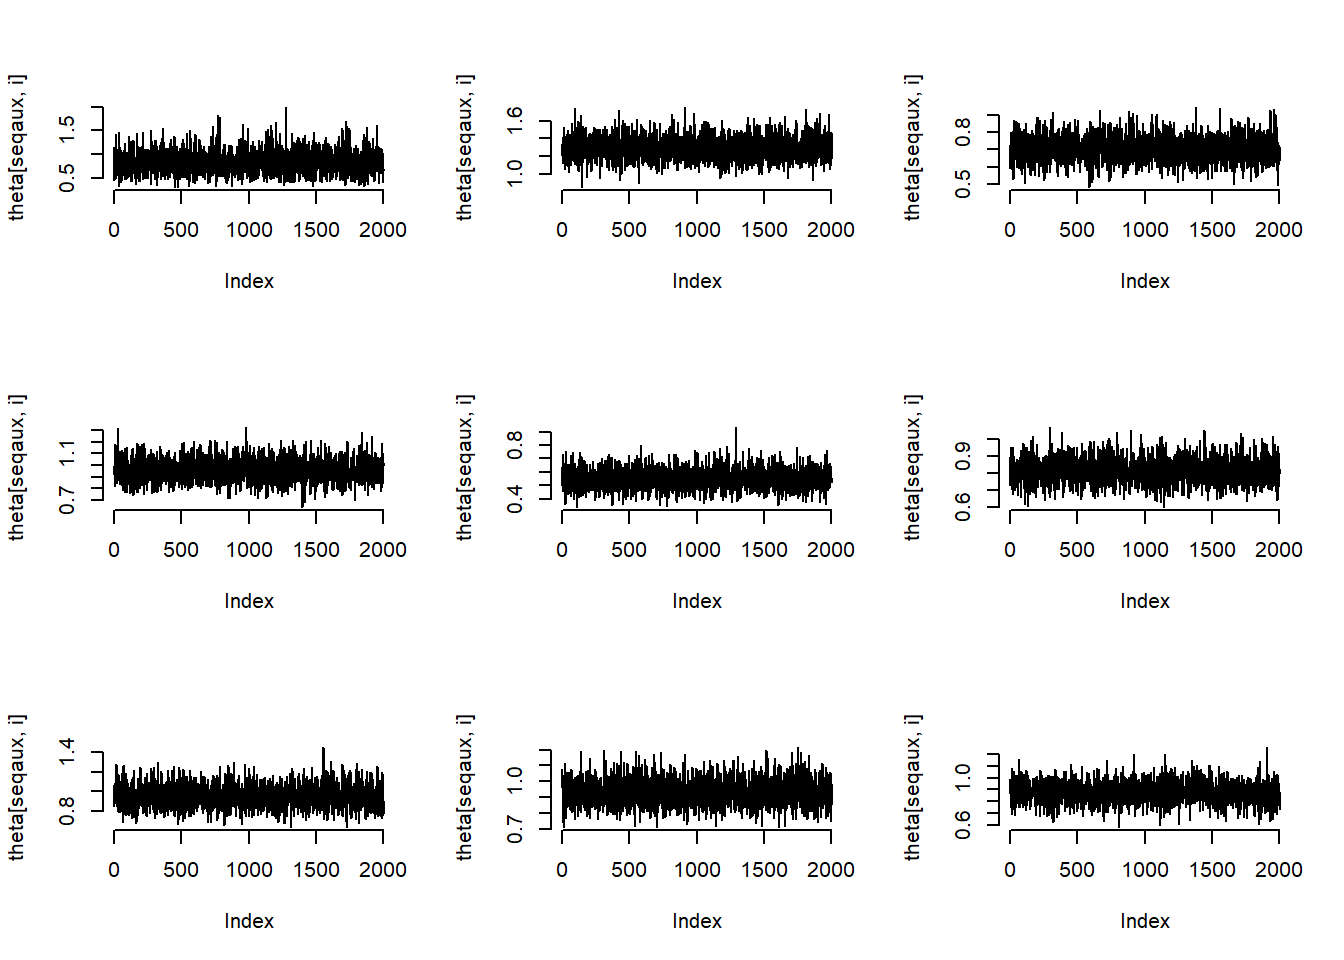 theta[seqaux, i]
0.5 1.5
0 500 1000 1500 2000
Index
theta[seqaux, i]
1.0 1.6
0 500 1000 1500 2000
Index
theta[seqaux, i]
0.5 0.8
0 500 1000 1500 2000
Index
theta[seqaux, i]
0.7 1.1
0 500 1000 1500 2000
Index
theta[seqaux, i]
0.4 0.8
0 500 1000 1500 2000
Index
theta[seqaux, i]
0.6 0.9
0 500 1000 1500 2000
Index
theta[seqaux, i]
0.8 1.4
0 500 1000 1500 2000
Index
theta[seqaux, i]
0.7 1.0
0 500 1000 1500 2000
Index
theta[seqaux, i]
0.6 1.0
0 500 1000 1500 2000
Index